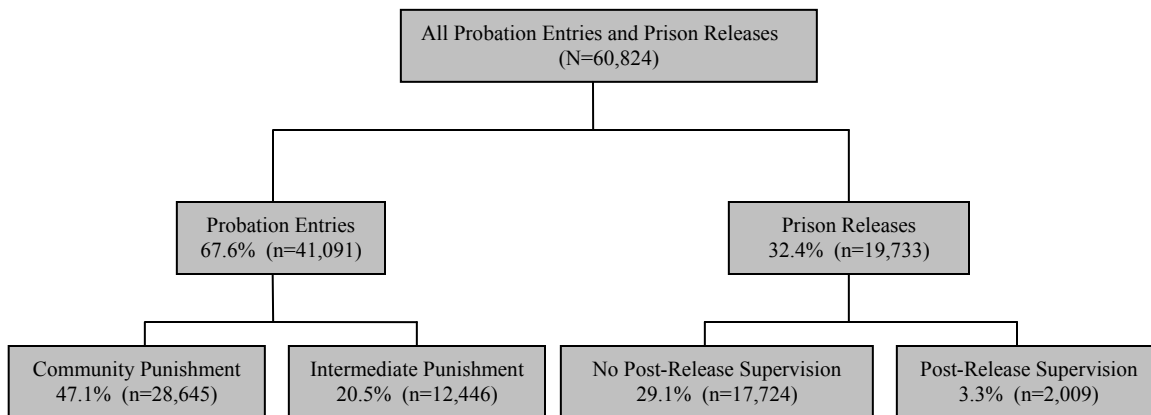 All Probation Entries and Prison Releases
(N=60,824)
Probation Entries
67.6% (n=41,091)
Prison Releases
32.4% (n=19,733)
Community Punishment
47.1% (n=28,645)
Intermediate Punishment
20.5% (n=12,446)
No Post-Release Supervision
29.1% (n=17,724)
Post-Release Supervision
3.3% (n=2,009)